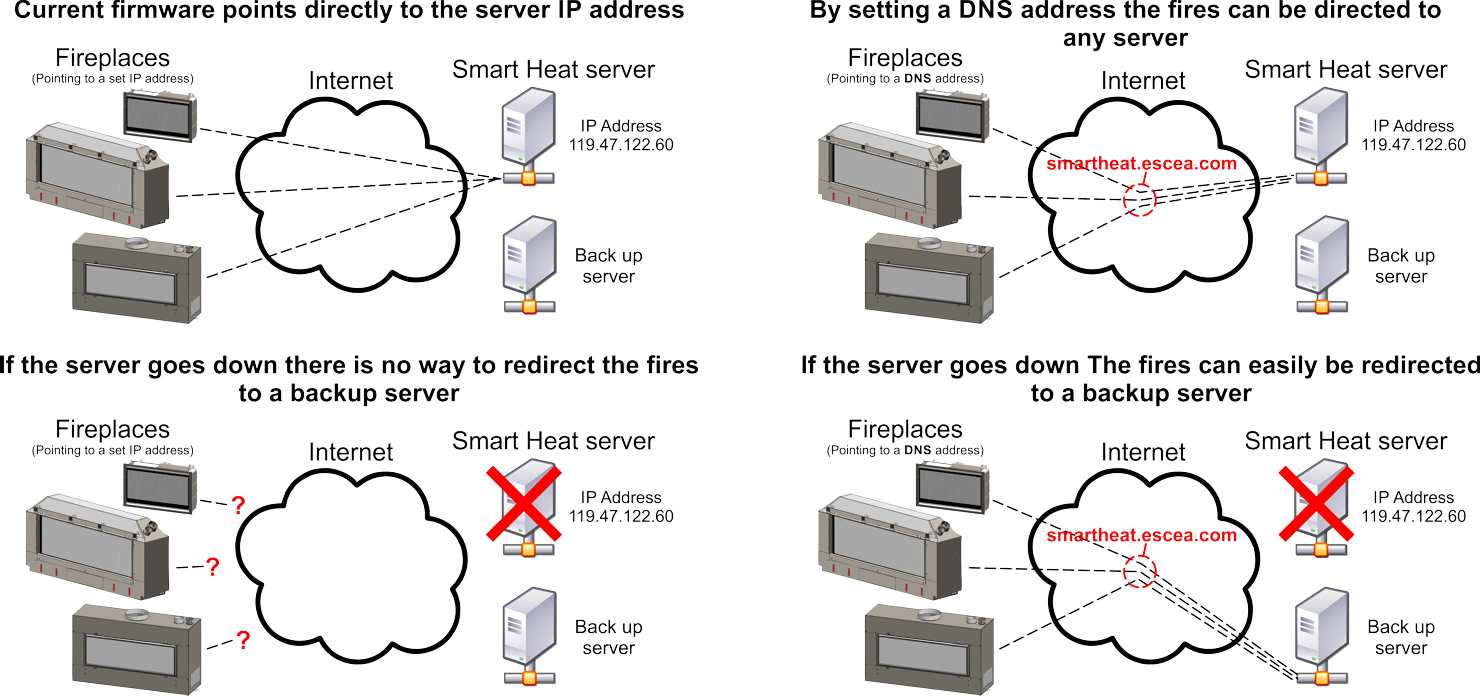 Current firmware points directly to the server IP address
Fireplaces
(Pointing to a set IP address)
Internet
Smart Heat server
IP Address
119.47.122.60
Back up
server
By setting a DNS address the fires can be directed to
any server
Fireplaces
(Pointing to a DNS address)
Internet
Smart Heat server
IP Address
119.47.122.60
smartheat.escea.com
Back up
server
If the server goes down there is no way to redirect the fires
to a backup server
Fireplaces
(Pointing to a set IP address)
Internet
Smart Heat server
IP Address
119.47.122.60
?
?
?
Back up
server
If the server goes down The fires can easily be redirected
to a backup server
Fireplaces
(Pointing to a DNS address)
Internet
Smart Heat server
IP Address
119.47.122.60
smartheat.escea.com
Back up
server